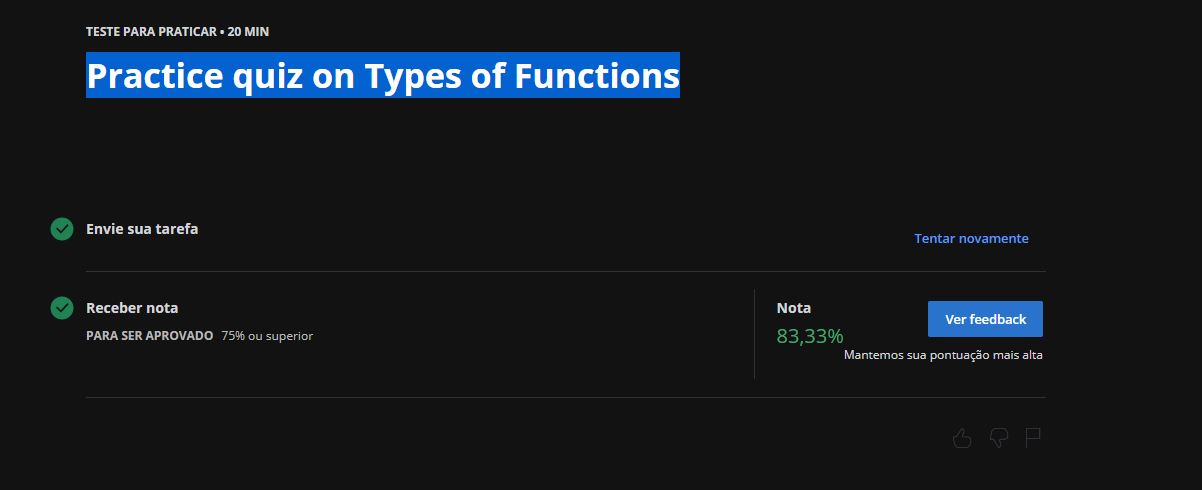 TESTE PARA PRATICAR • 20 MIN
Practice quiz on Types of Functions
Envie sua tarefa
Tentar novamente
Receber nota
PARA SER APROVADO 75% ou superior
Nota
83,33%
Ver feedback
Mantemos sua pontuação mais alta